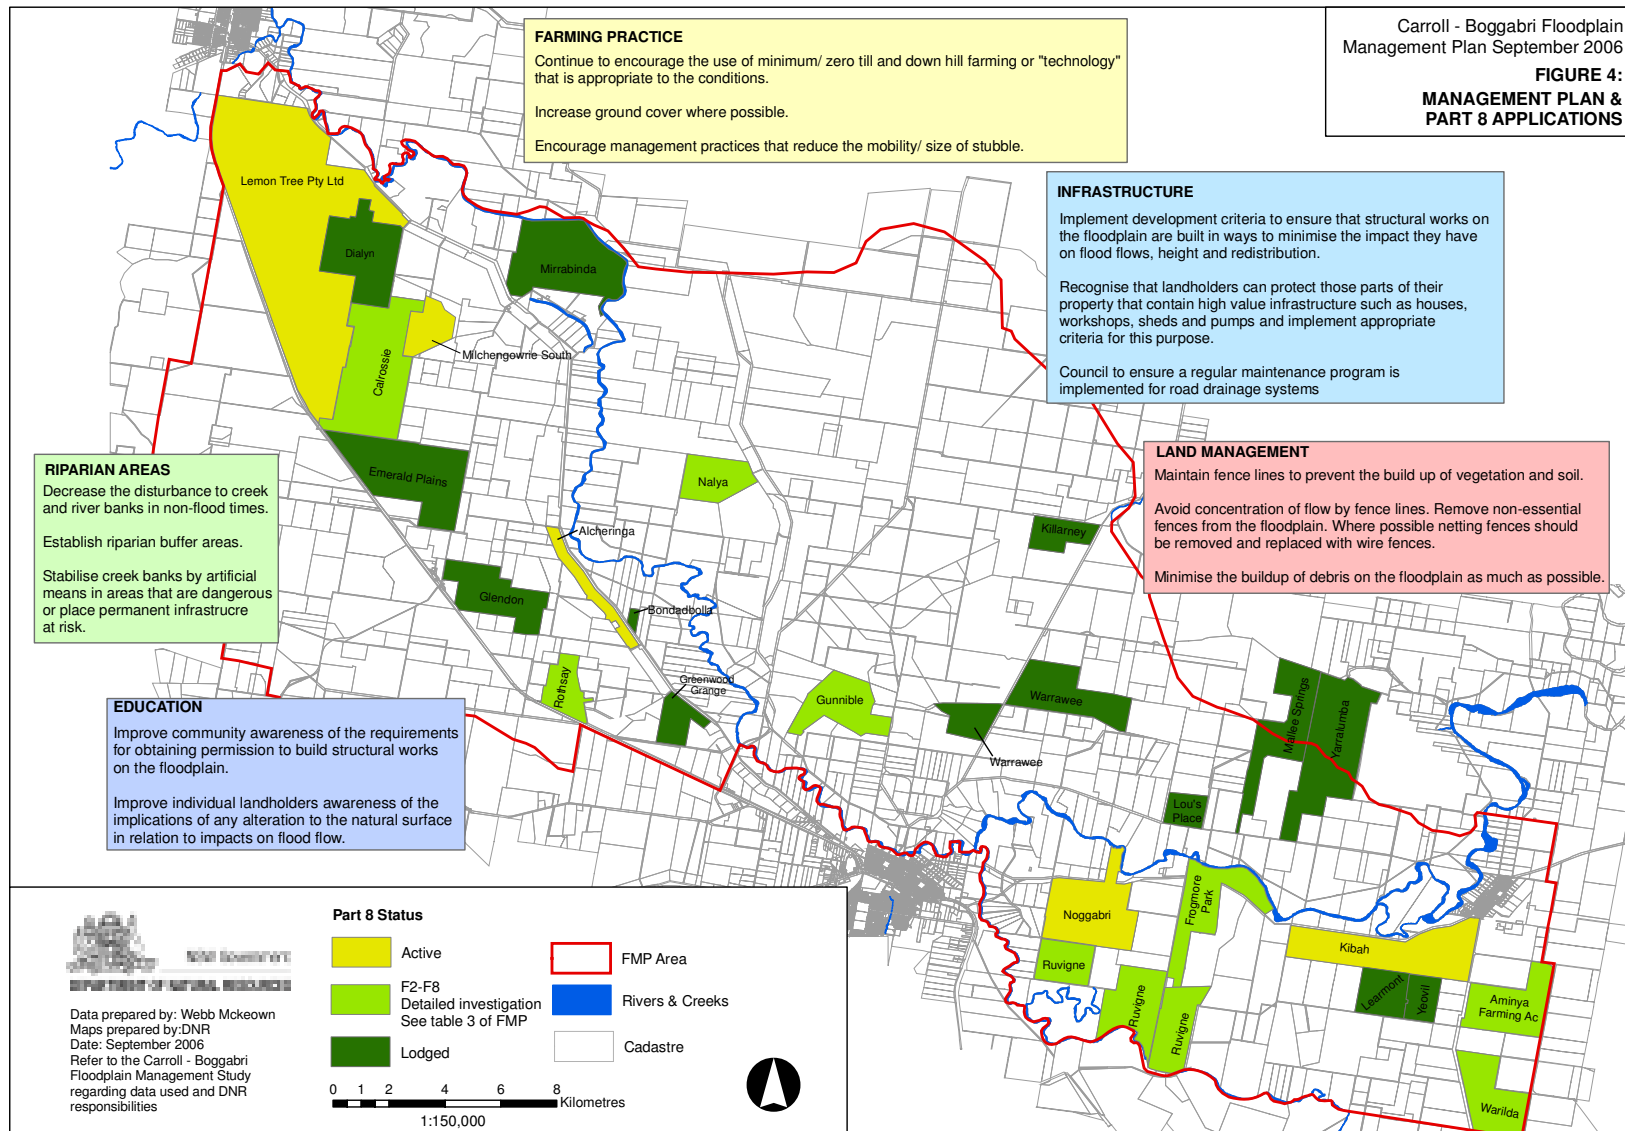 Carroll - Boggabri Floodplain
Management Plan September 2006
FIGURE 4:
MANAGEMENT PLAN &
PART 8 APPLICATIONS
FARMING PRACTICE
Continue to encourage the use of minimum/ zero till and down hill farming or "technology"
that is appropriate to the conditions.
Increase ground cover where possible.
Encourage management practices that reduce the mobility/ size of stubble.
INFRASTRUCTURE
Implement development criteria to ensure that structural works on
the floodplain are built in ways to minimise the impact they have
on flood flows, height and redistribution.
Recognise that landholders can protect those parts of their
property that contain high value infrastructure such as houses,
workshops, sheds and pumps and implement appropriate
criteria for this purpose.
Council to ensure a regular maintenance program is
implemented for road drainage systems
LAND MANAGEMENT
Maintain fence lines to prevent the build up of vegetation and soil.
Avoid concentration of flow by fence lines. Remove non-essential
fences from the floodplain. Where possible netting fences should
be removed and replaced with wire fences.
Minimise the buildup of debris on the floodplain as much as possible.
RIPARIAN AREAS
Decrease the disturbance to creek
and river banks in non-flood times.
Establish riparian buffer areas.
Stabilise creek banks by artificial
means in areas that are dangerous
or place permanent infrastrucre
at risk.
EDUCATION
Improve community awareness of the requirements
for obtaining permission to build structural works
on the floodplain.
Improve individual landholders awareness of the
implications of any alteration to the natural surface
in relation to impacts on flood flow.
Lemon Tree Pty Ltd
Dialyn
Mirrabinda
Milchengowrie South
Calrossie
Emerald Plains
Nalya
Alcheringa
Killarney
Glendon
Bondadbolla
Rothsay
Greenwood
Grange
Gunnible
Warrawee
Warrawee
Mallee Springs
Yarralumba
Lou's
Place
Noggabri
Frogmore
Park
Kibah
Ruvigne
Ruvigne
Ruvigne
Learmont
Yeovil
Aminya
Farming Ac
Warilda
NSW Government
DEPARTMENT OF NATURAL RESOURCES
Data prepared by: Webb Mckeown
Maps prepared by:DNR
Date: September 2006
Refer to the Carroll - Boggabri
Floodplain Management Study
regarding data used and DNR
responsibilities
Part 8 Status
Active
F2-F8
Detailed investigation
See table 3 of FMP
Lodged
FMP Area
Rivers & Creeks
Cadastre
0 1 2 4 6 8
Kilometres
1:150,000